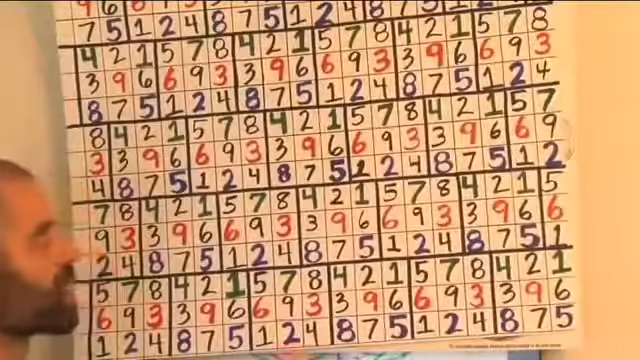 7 5 1 2 4 8 7 5 1 2 4 8 7 5 1
4 2 1 5 7 8 4 2 1 5 7 8 4 2 1 5 7 8
3 9 6 6 9 3 3 9 6 6 9 3 3 9 6 6 9 3
8 7 5 1 2 4 8 7 5 1 2 4 8 7 5 1 2 4
8 4 2 1 5 7 8 4 2 1 5 7 8 4 2 1 5 7
3 3 9 6 6 9 3 3 9 6 6 9 3 3 9 6 6 9
4 8 7 5 1 2 4 8 7 5 1 2 4 8 7 5 1 2
7 8 4 2 1 5 7 8 4 2 1 5 7 8 4 2 1 5
9 3 3 9 6 6 9 3 3 9 6 6 9 3 3 9 6 6
2 4 8 7 5 1 2 4 8 7 5 1 2 4 8 7 5 1
5 7 8 4 2 1 5 7 8 4 2 1 5 7 8 4 2 1
6 9 3 3 9 6 6 9 3 3 9 6 6 9 3 3 9 6
1 2 4 8 7 5 1 2 4 8 7 5 1 2 4 8 7 5